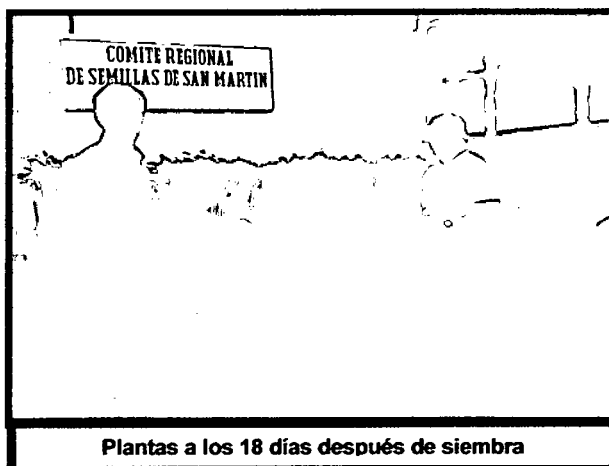 COMITE REGIONAL
DE SEMILLAS DE SAN MARTIN
Plantas a los 18 días después de siembra